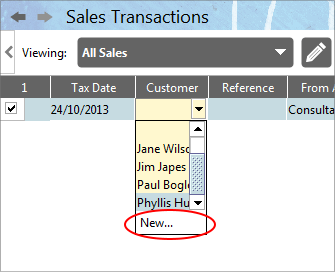 Sales Transactions
Viewing: All Sales
1 Tax Date Customer Reference From A
24/10/2013 Consulta
Jane Wilso
Jim Japes
Paul Bogl
Phyllis Hu
New...